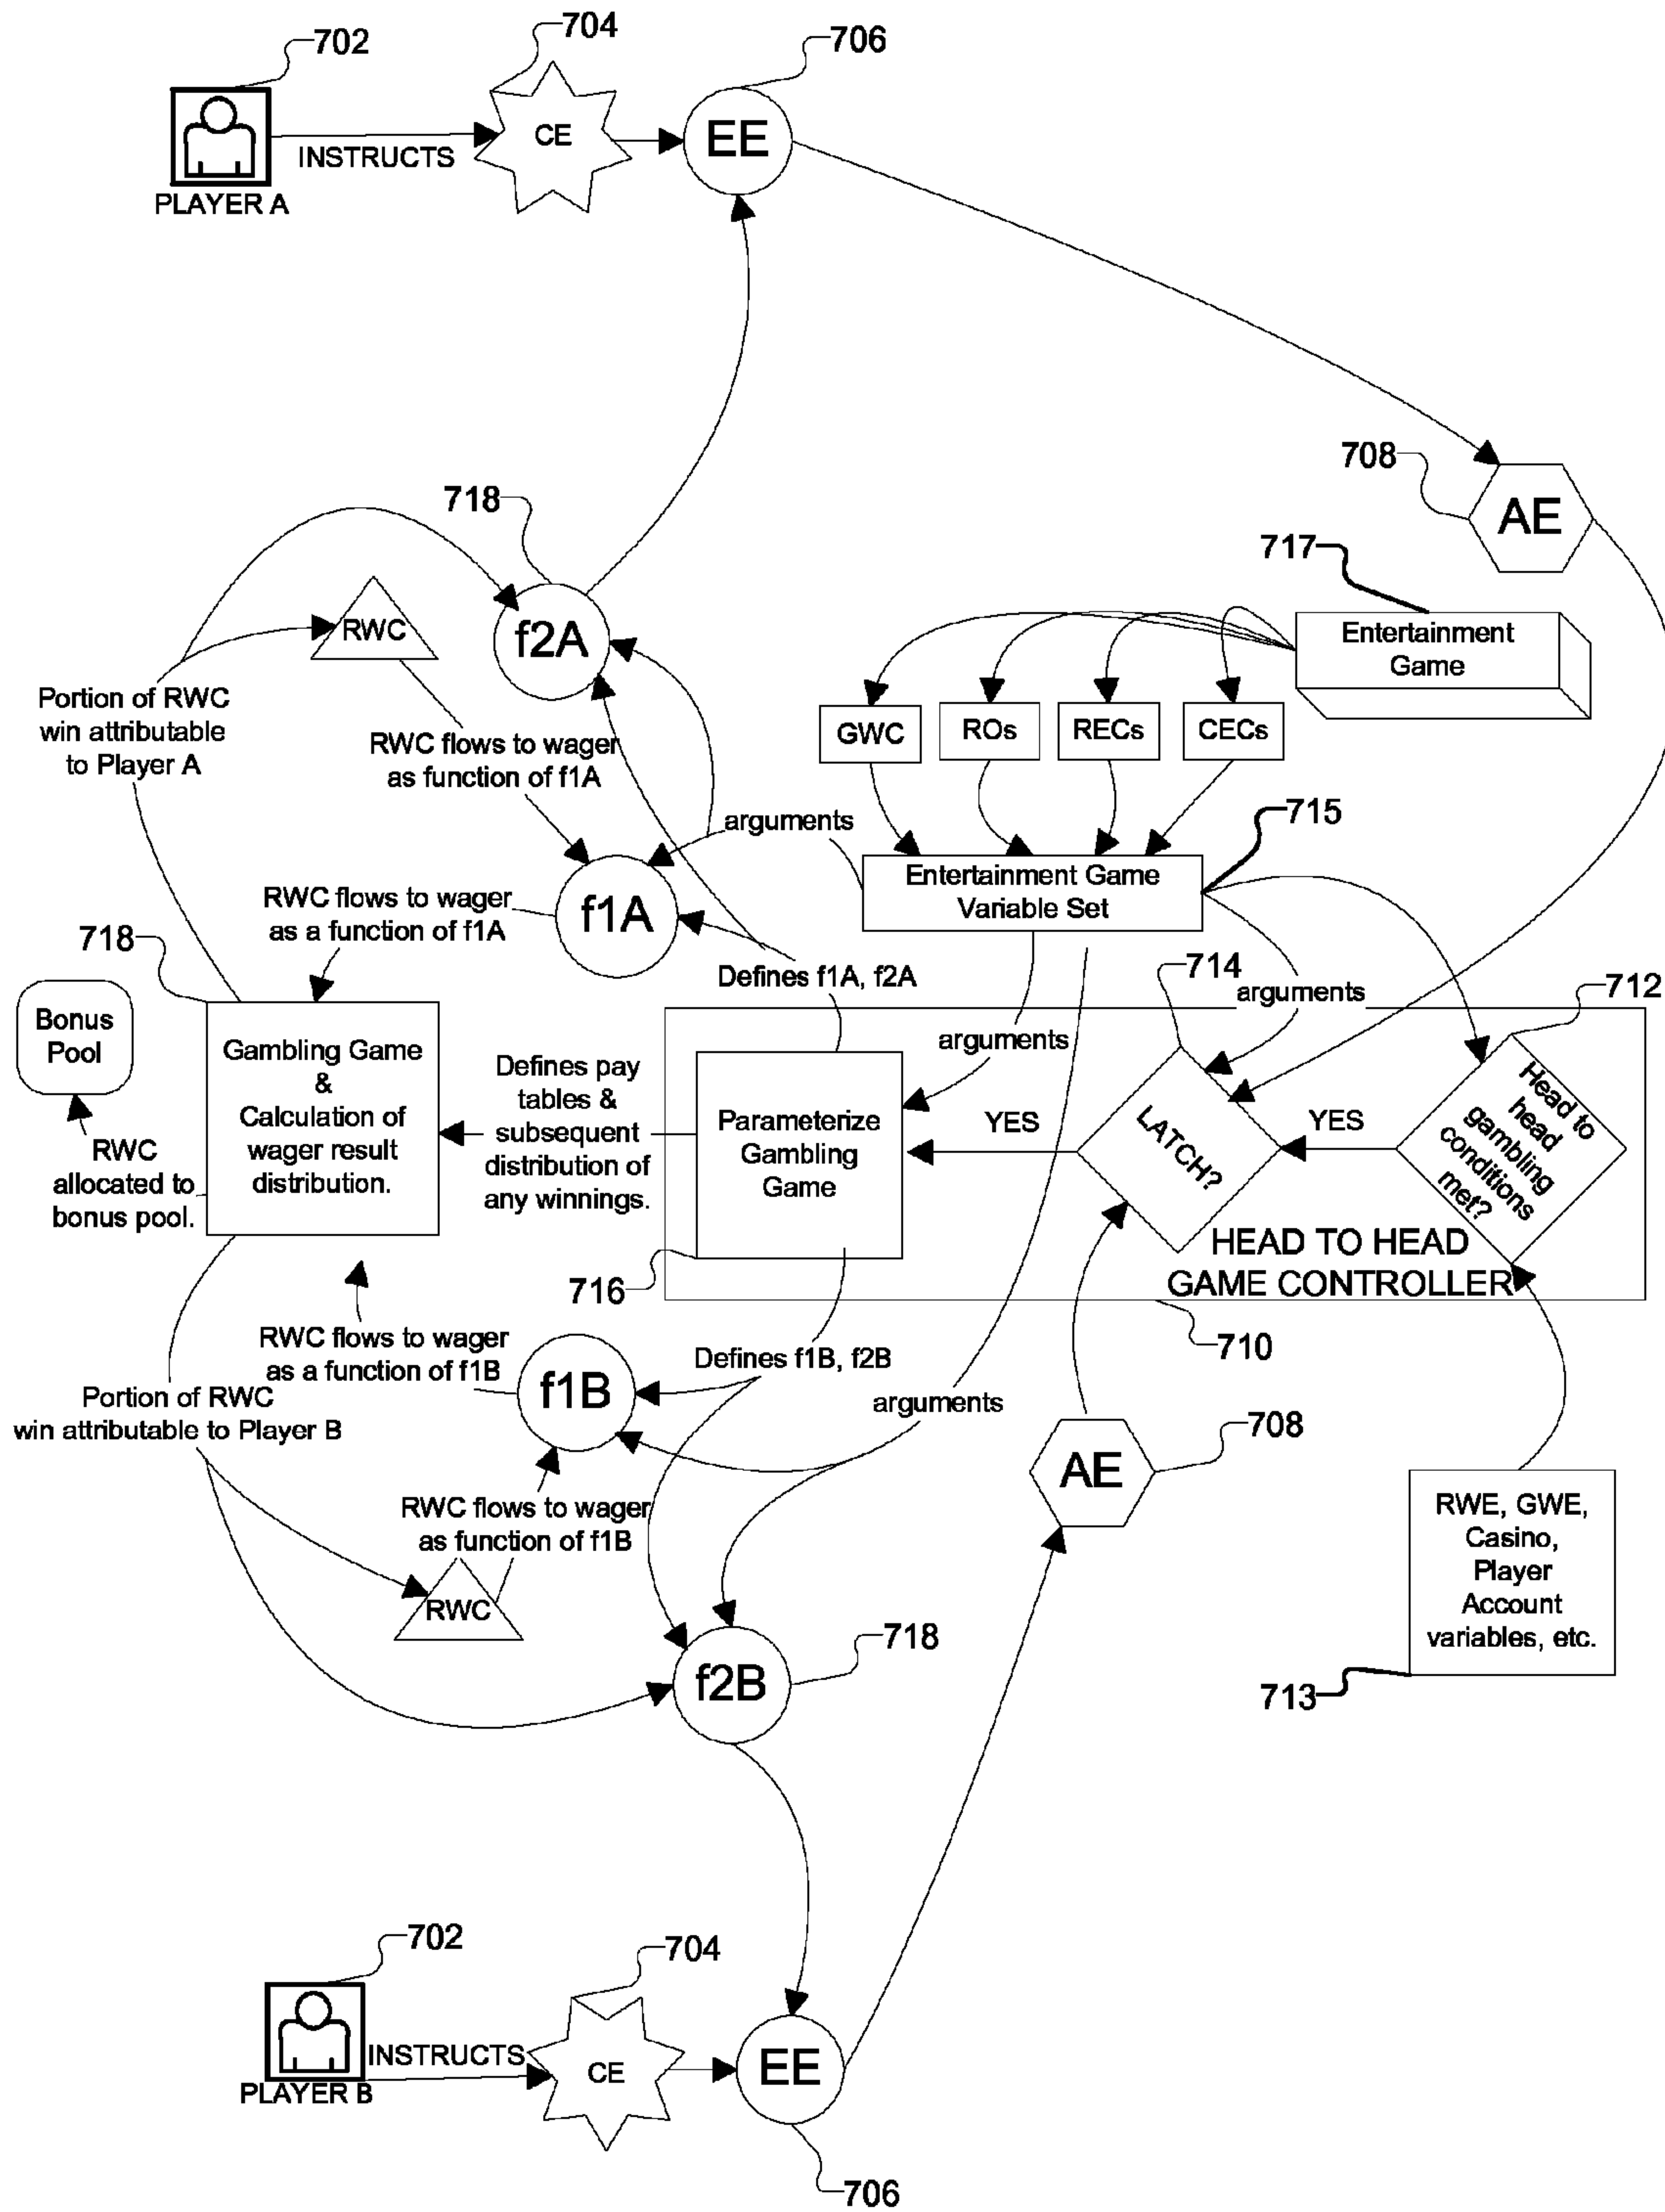 702
704
706
CE
EE
INSTRUCTS
PLAYER A
708
AE
718
717
f2A
RWC
Entertainment
Game
Portion of RWC
win attributable
to Player A
GWC
ROs
RECs
CECs
RWC flows to wager
as function of f1A
arguments
715
Entertainment Game
Variable Set
f1A
RWC flows to wager
as a function of f1A
718
Defines f1A, f2A
714
arguments
712
Bonus
Pool
Gambling Game
&
Calculation of
wager result
distribution.
Defines pay
tables &
subsequent
distribution of
any winnings.
arguments
Parameterize
Gambling
Game
YES
LATCH?
YES
Head to
head
gambling
conditions
met?
RWC
allocated to
bonus pool.
HEAD TO HEAD
GAME CONTROLLER
716
710
RWC flows to wager
as a function of f1B
f1B
Defines f1B, f2B
arguments
Portion of RWC
win attributable to Player B
AE
708
RWC flows to wager
as function of f1B
RWC
RWE, GWE,
Casino,
Player
Account
variables, etc.
f2B
718
713
702
704
INSTRUCTS
CE
EE
PLAYER B
706